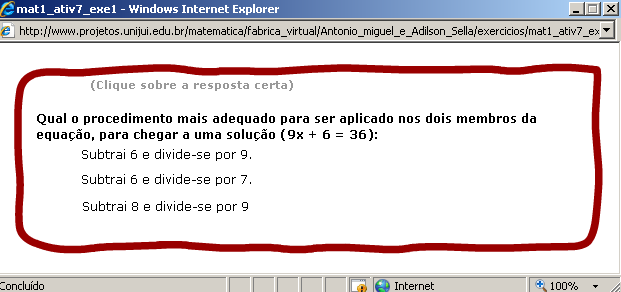 mat1_ativ7_exe1 - Windows Internet Explorer
http://www.projetos.unijui.edu.br/matematica/fabrica_virtual/Antonio_miguel_e_Adilson_Sella/exercicios/mat1_ativ7_ex
(Clique sobre a resposta certa)
Qual o procedimento mais adequado para ser aplicado nos dois membros da
equação, para chegar a uma solução (9x + 6 = 36):
Subtrai 6 e divide-se por 9.
Subtrai 6 e divide-se por 7.
Subtrai 8 e divide-se por 9
Concluído Internet 100%